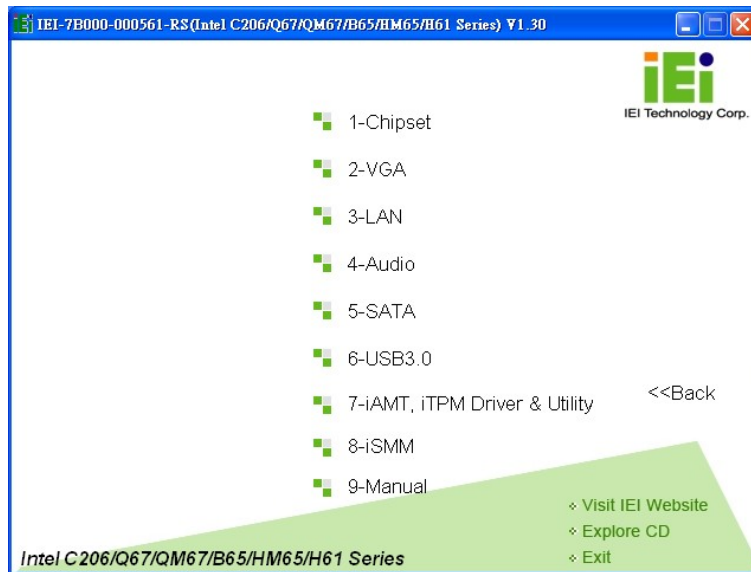 iEi IEI-7B000-000561-RS(Intel C206/Q67/QM67/B65/HM65/H61 Series) V1.30
iEi
IEI Technology Corp.
1-Chipset
2-VGA
3-LAN
4-Audio
5-SATA
6-USB3.0
7-iAMT, iTPM Driver & Utility
<<Back
8-iSMM
9-Manual
Visit IEI Website
Explore CD
Exit
Intel C206/Q67/QM67/B65/HM65/H61 Series